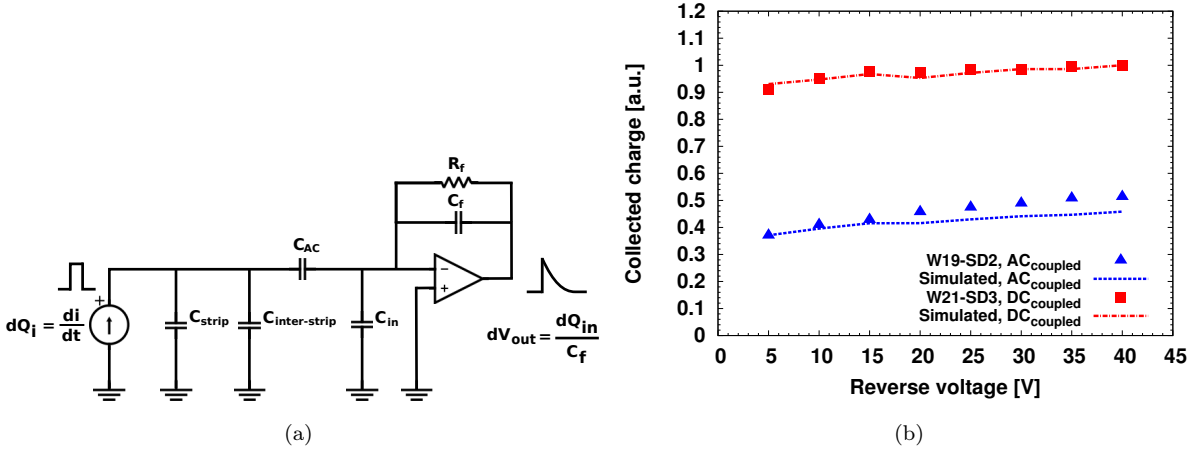 R_f
C_f
C_AC
+
dQ_i = di/dt
C_strip
C_inter-strip
C_in
−
+
dV_out = dQ_in/C_f
(a)
Collected charge [a.u.]
1.2
1.1
1
0.9
0.8
0.7
0.6
0.5
0.4
0.3
0.2
0.1
0
W19-SD2, AC_coupled
Simulated, AC_coupled
W21-SD3, DC_coupled
Simulated, DC_coupled
0 5 10 15 20 25 30 35 40 45
Reverse voltage [V]
(b)